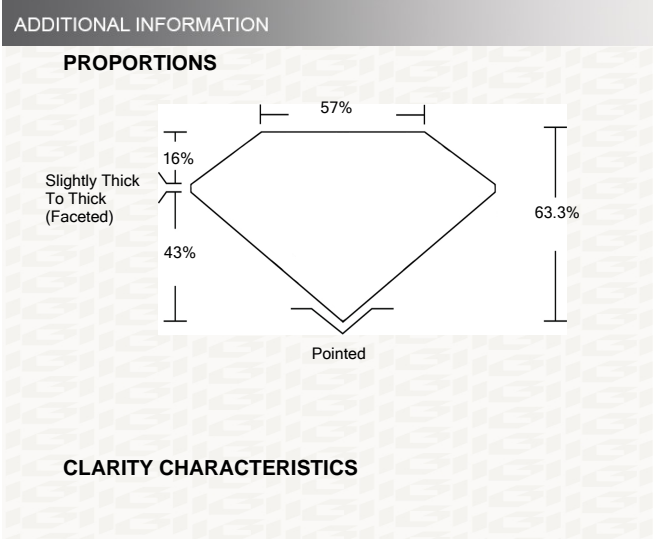 ADDITIONAL INFORMATION
PROPORTIONS
57%
16%
Slightly Thick
To Thick
(Faceted)
63.3%
43%
Pointed
CLARITY CHARACTERISTICS